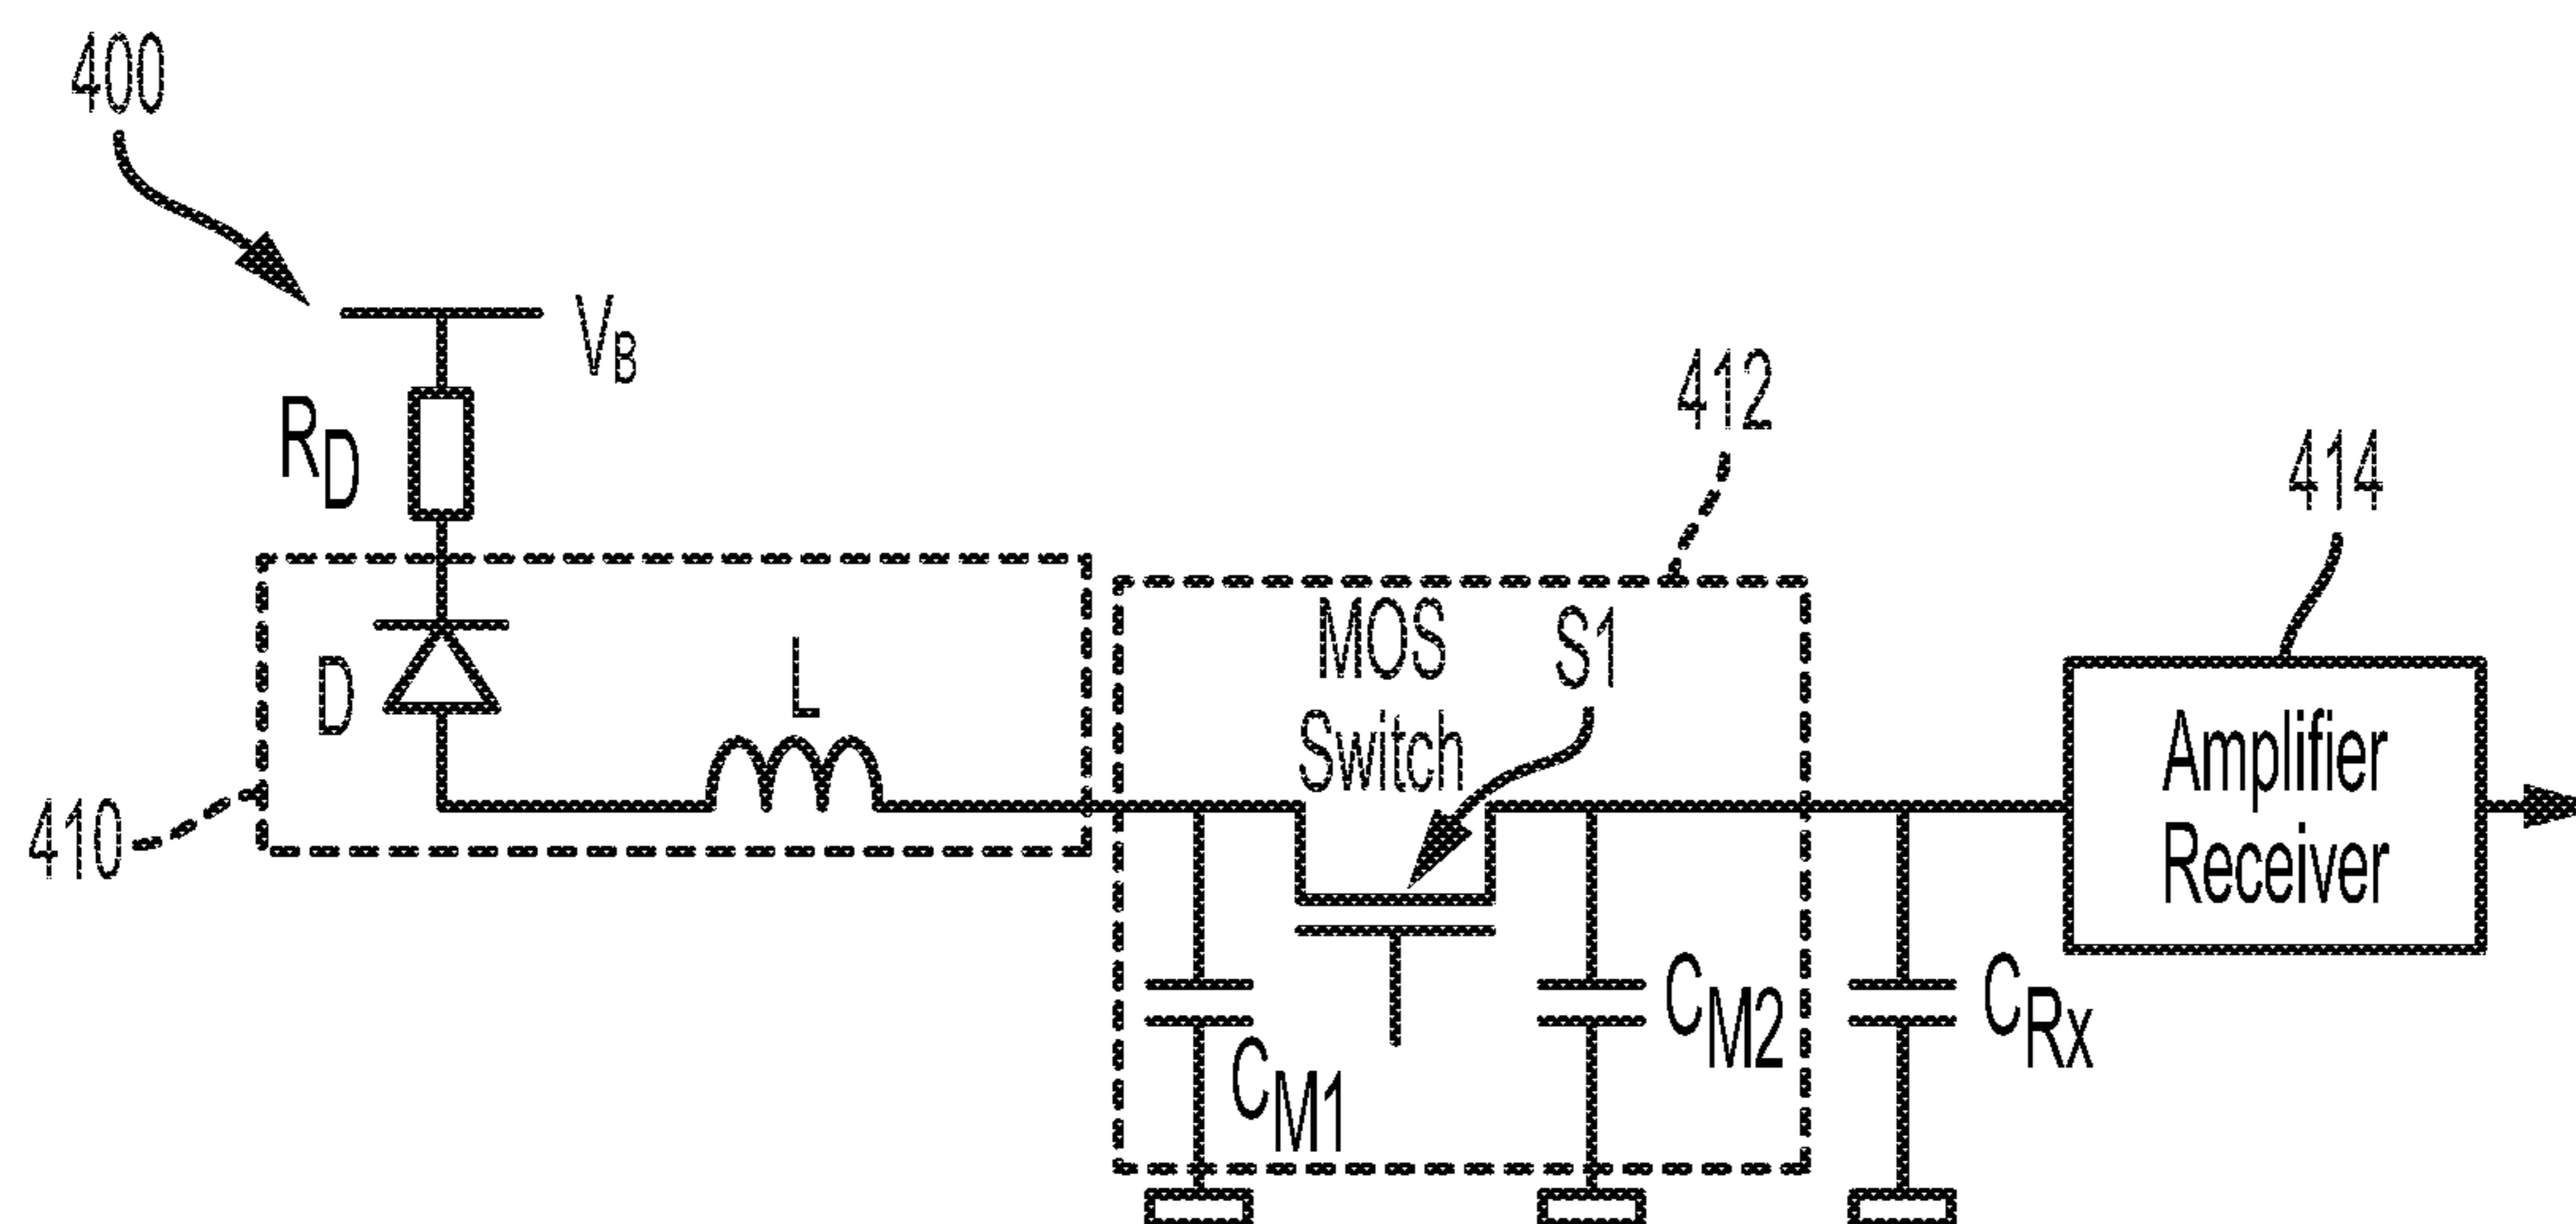 400
VB
RD
412
414
D
L
MOS
Switch
S1
410
Amplifier
Receiver
CM1
CM2
CRx